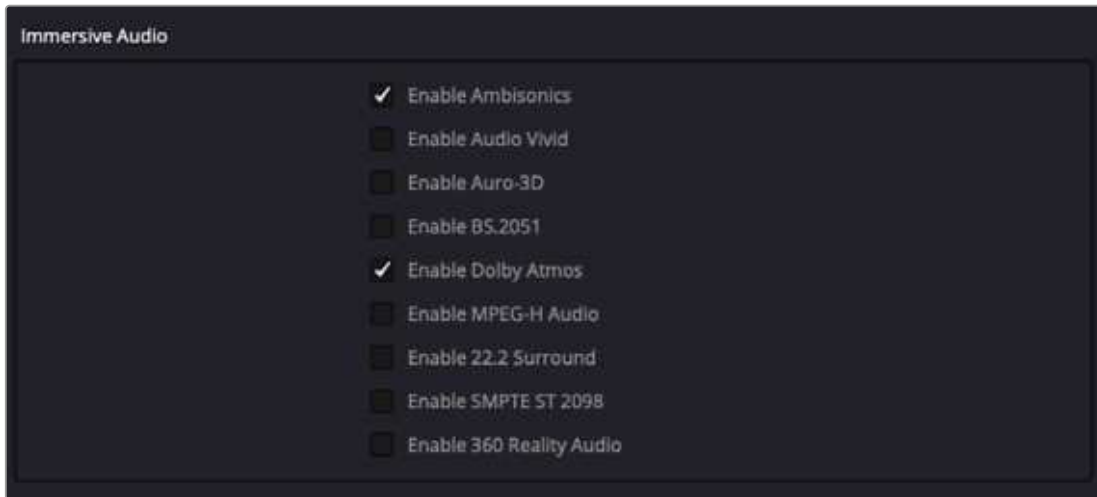 Immersive Audio
Enable Ambisonics
Enable Audio Vivid
Enable Auro-3D
Enable BS.2051
Enable Dolby Atmos
Enable MPEG-H Audio
Enable 22.2 Surround
Enable SMPTE ST 2098
Enable 360 Reality Audio